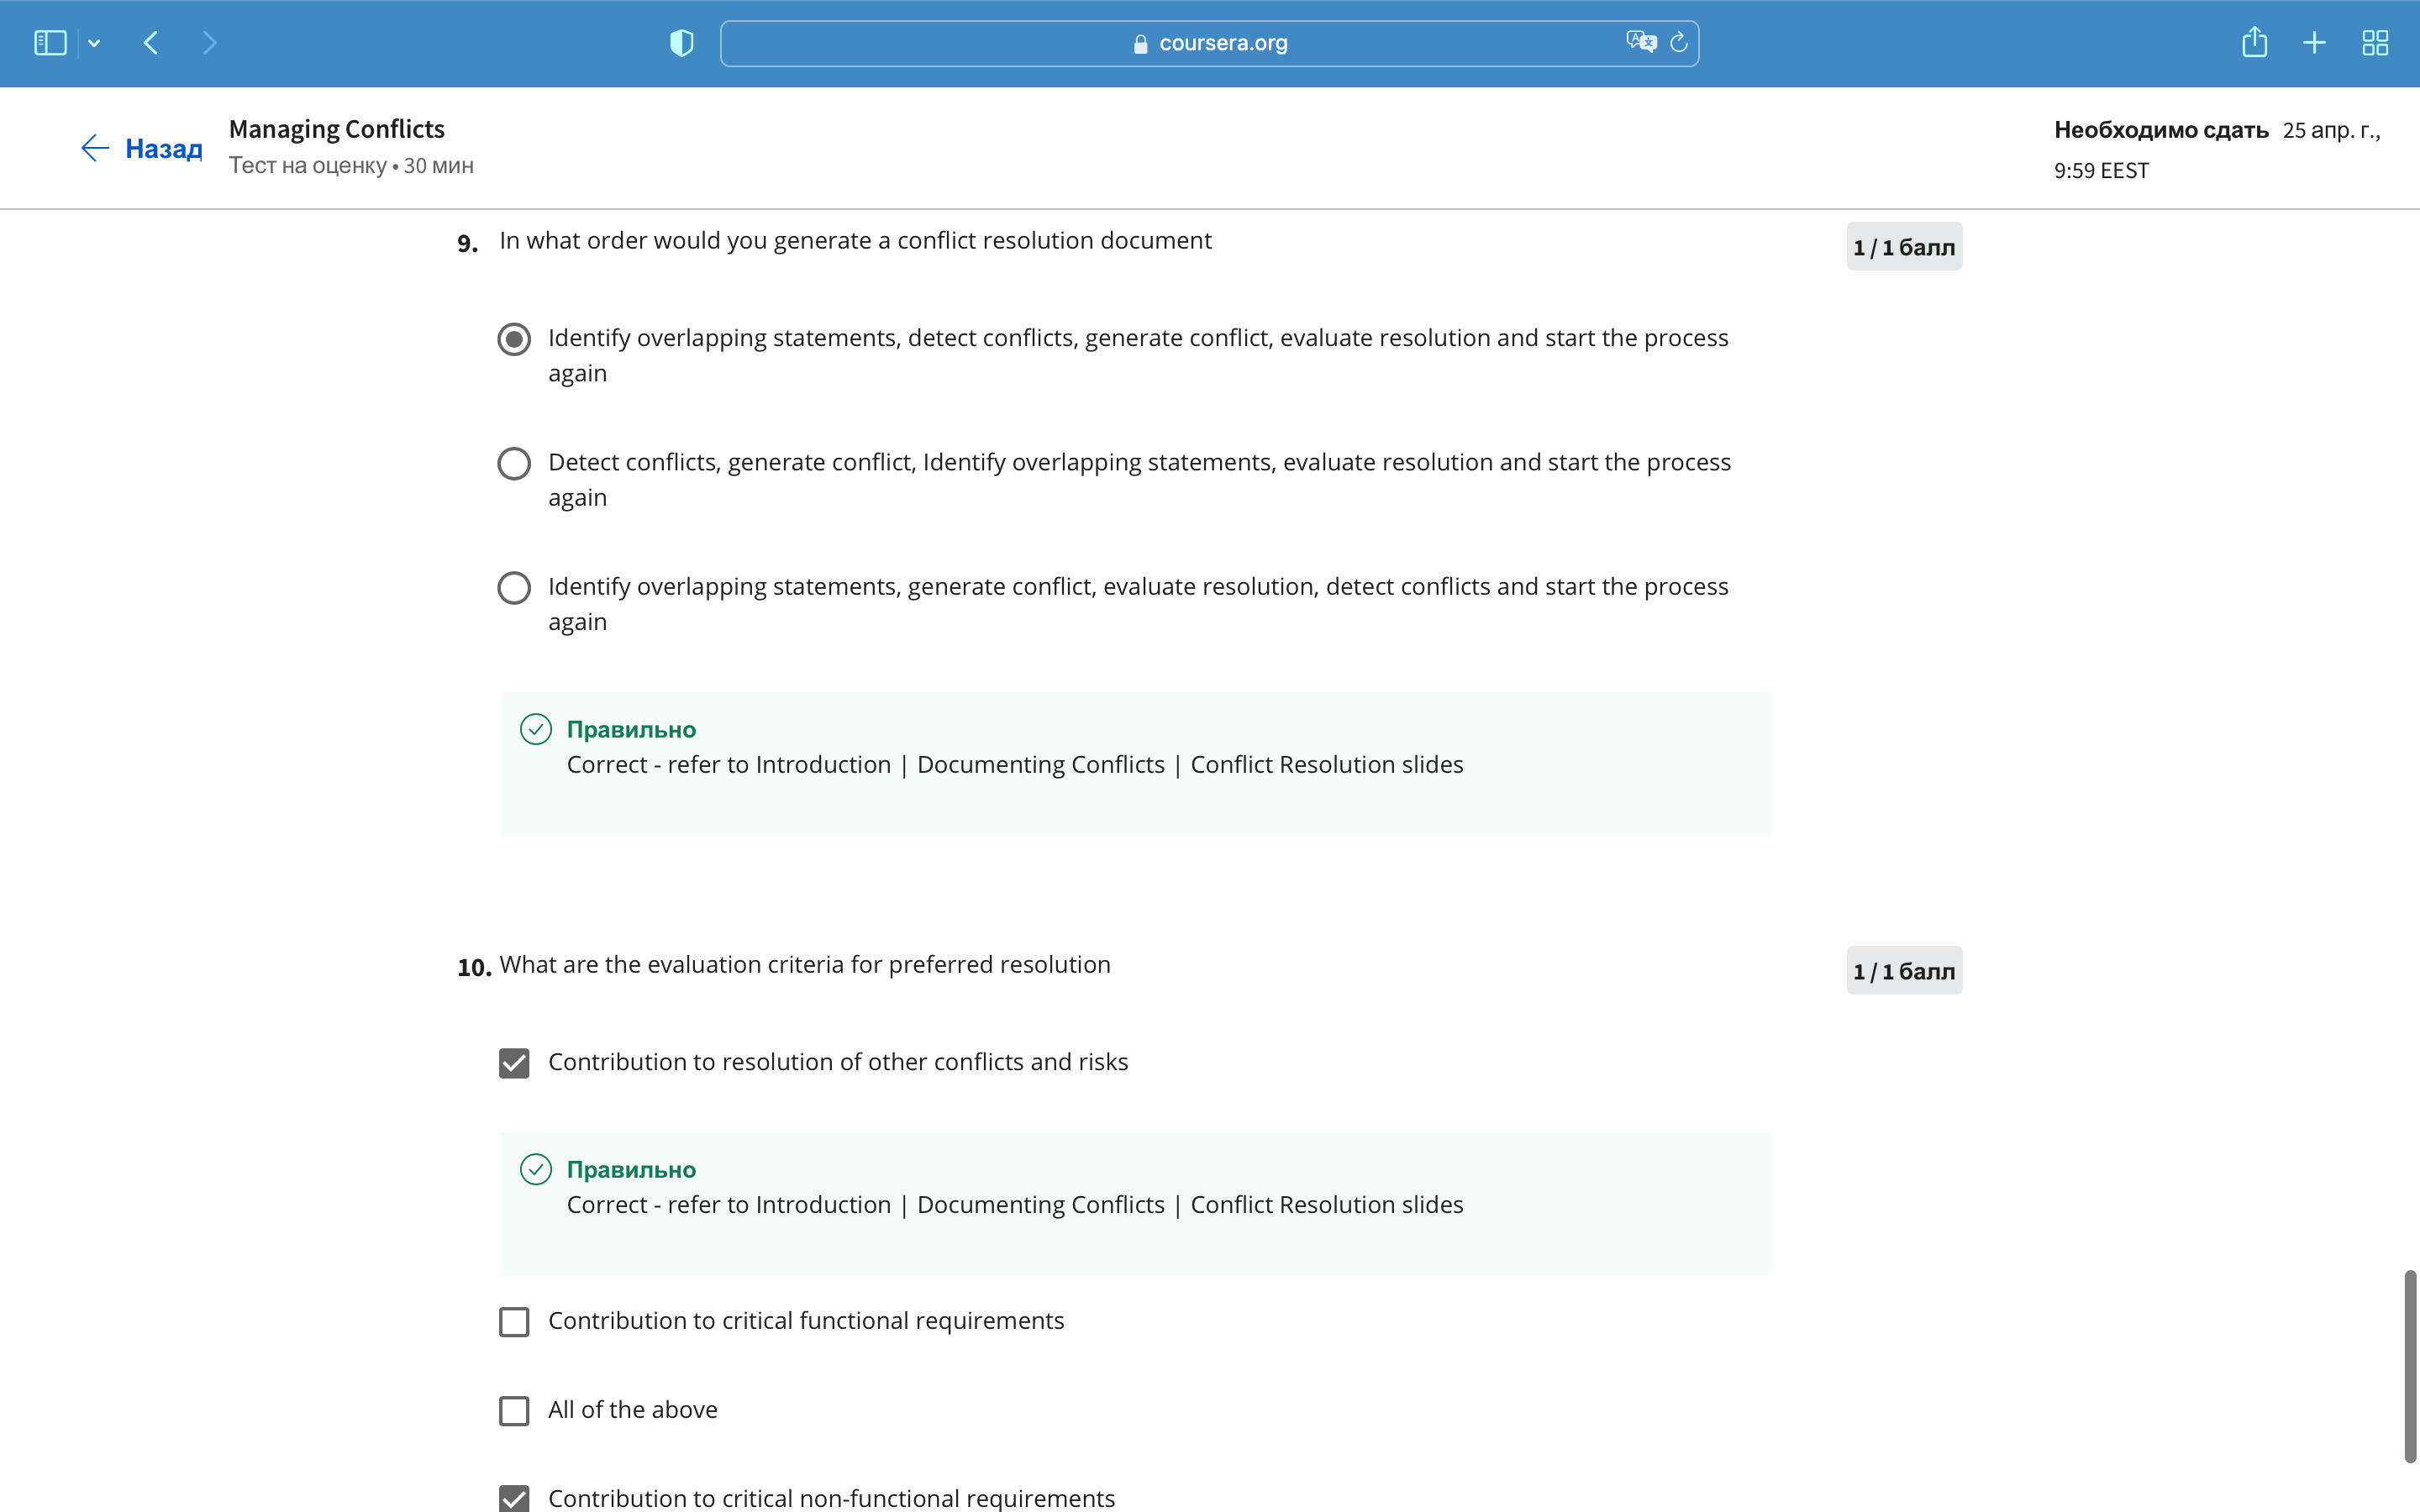 coursera.org
Назад
Managing Conflicts
Тест на оценку • 30 мин
Необходимо сдать 25 апр. г.,
9:59 EEST
9. In what order would you generate a conflict resolution document
1 / 1 балл
Identify overlapping statements, detect conflicts, generate conflict, evaluate resolution and start the process
again
Detect conflicts, generate conflict, Identify overlapping statements, evaluate resolution and start the process
again
Identify overlapping statements, generate conflict, evaluate resolution, detect conflicts and start the process
again
Правильно
Correct - refer to Introduction | Documenting Conflicts | Conflict Resolution slides
10. What are the evaluation criteria for preferred resolution
1 / 1 балл
Contribution to resolution of other conflicts and risks
Правильно
Correct - refer to Introduction | Documenting Conflicts | Conflict Resolution slides
Contribution to critical functional requirements
All of the above
Contribution to critical non-functional requirements